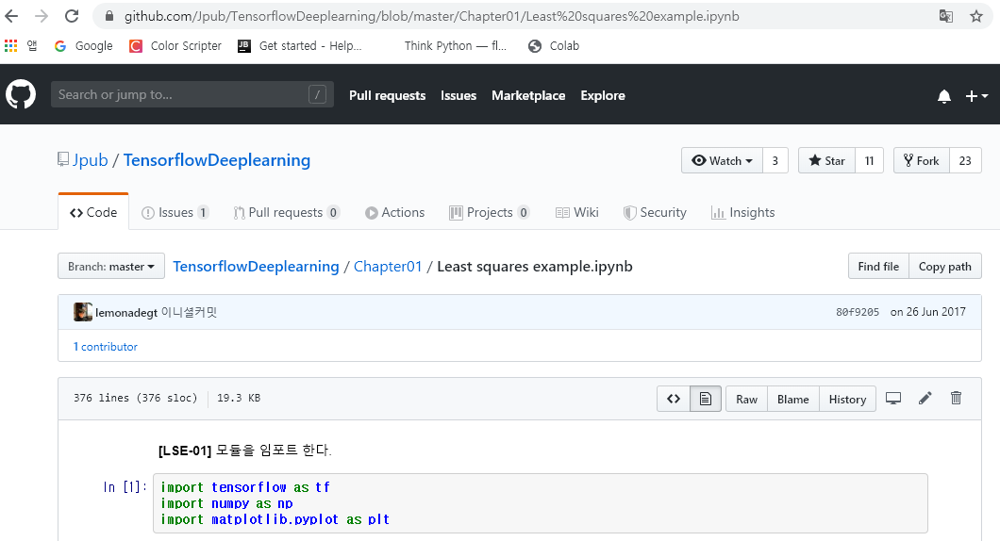 github.com/Jpub/TensorflowDeeplearning/blob/master/Chapter01/Least%20squares%20example.ipynb
앱 Google Color Scripter Get started - Help... Think Python — fl... Colab
Search or jump to... / Pull requests Issues Marketplace Explore
Jpub / TensorflowDeeplearning Watch 3 Star 11 Fork 23
Code Issues 1 Pull requests 0 Actions Projects 0 Wiki Security Insights
Branch: master TensorflowDeeplearning / Chapter01 / Least squares example.ipynb Find file Copy path
lemonadegt 이니셜커밋 80f9205 on 26 Jun 2017
1 contributor
376 lines (376 sloc) 19.3 KB Raw Blame History
[LSE-01] 모듈을 임포트 한다.
In [1]: import tensorflow as tf
import numpy as np
import matplotlib.pyplot as plt